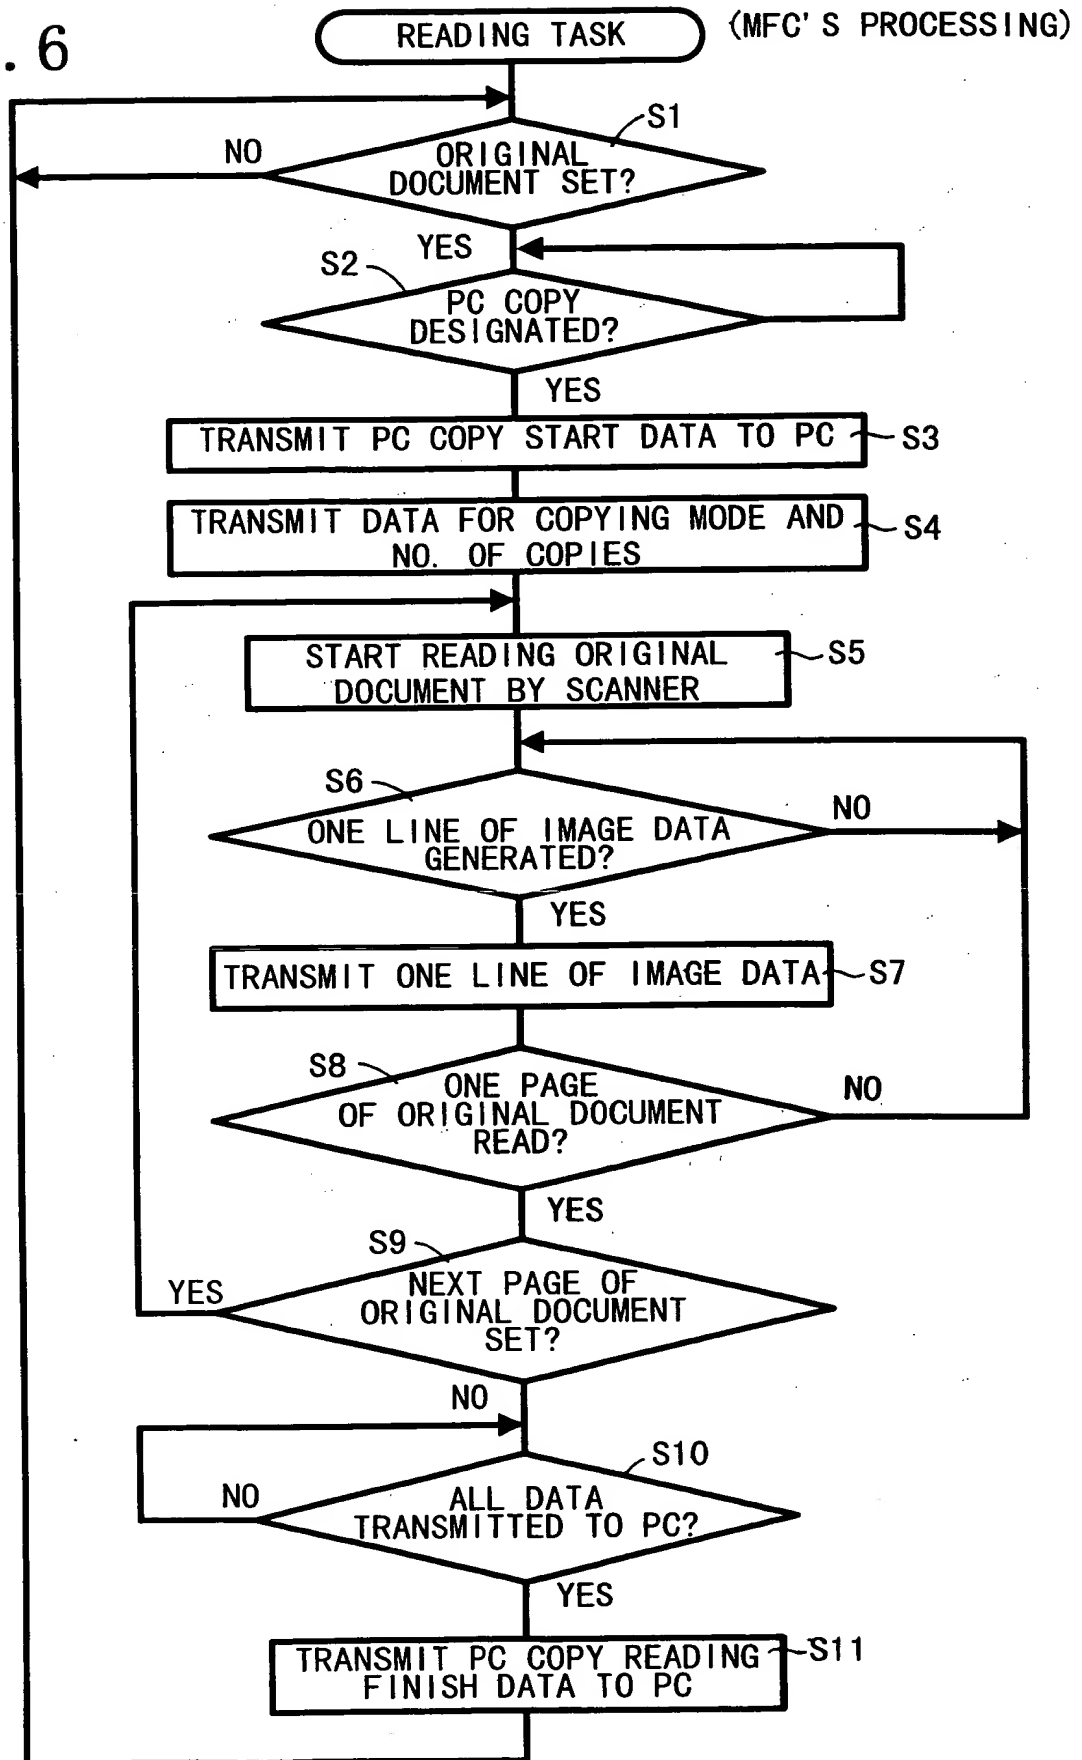 . 6
READING TASK
(MFC'S PROCESSING)
S1
NO
ORIGINAL
DOCUMENT SET?
YES
S2
PC COPY
DESIGNATED?
YES
TRANSMIT PC COPY START DATA TO PC
S3
TRANSMIT DATA FOR COPYING MODE AND
NO. OF COPIES
S4
START READING ORIGINAL
DOCUMENT BY SCANNER
S5
S6
NO
ONE LINE OF IMAGE DATA
GENERATED?
YES
TRANSMIT ONE LINE OF IMAGE DATA
S7
S8
ONE PAGE
OF ORIGINAL DOCUMENT
READ?
NO
YES
S9
YES
NEXT PAGE OF
ORIGINAL DOCUMENT
SET?
NO
S10
NO
ALL DATA
TRANSMITTED TO PC?
YES
TRANSMIT PC COPY READING
FINISH DATA TO PC
S11